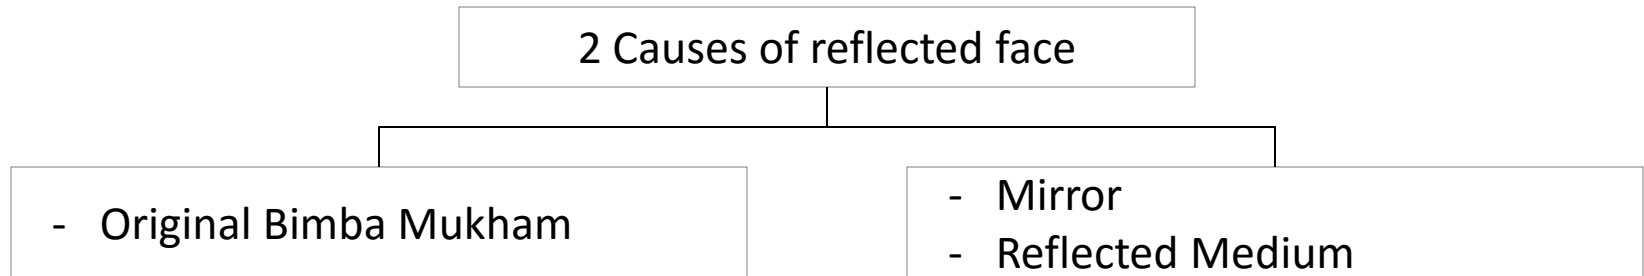 2 Causes of reflected face
- Original Bimba Mukham
- Mirror
- Reflected Medium